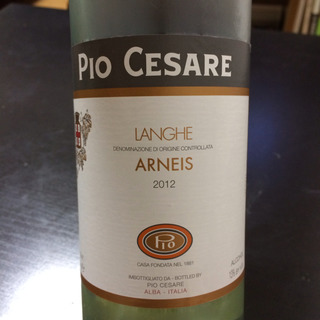 PIO CESARE
LANGHE
DENOMINAZIONE DI ORIGINE CONTROLLATA
ARNEIS
2012
PIO
CASA FONDATA NEL 1881
IMBOTTIGLIATO DA - BOTTLED BY
PIO CESARE
ALBA - ITALIA